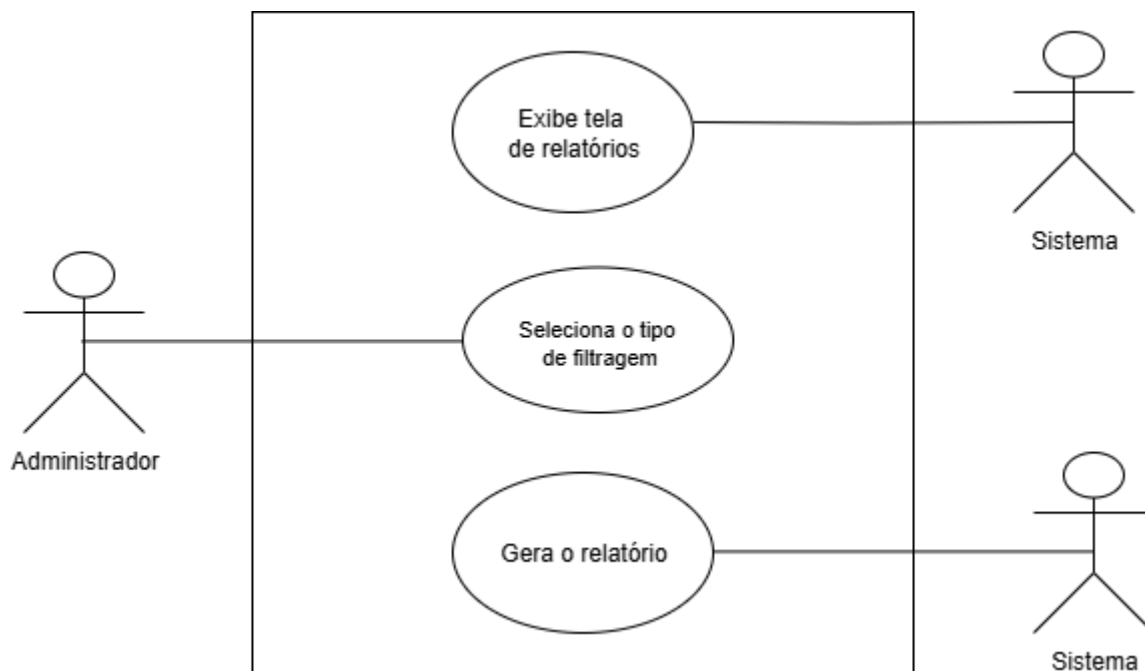 Exibe tela
de relatórios
Sistema
Seleciona o tipo
de filtragem
Administrador
Gera o relatório
Sistema